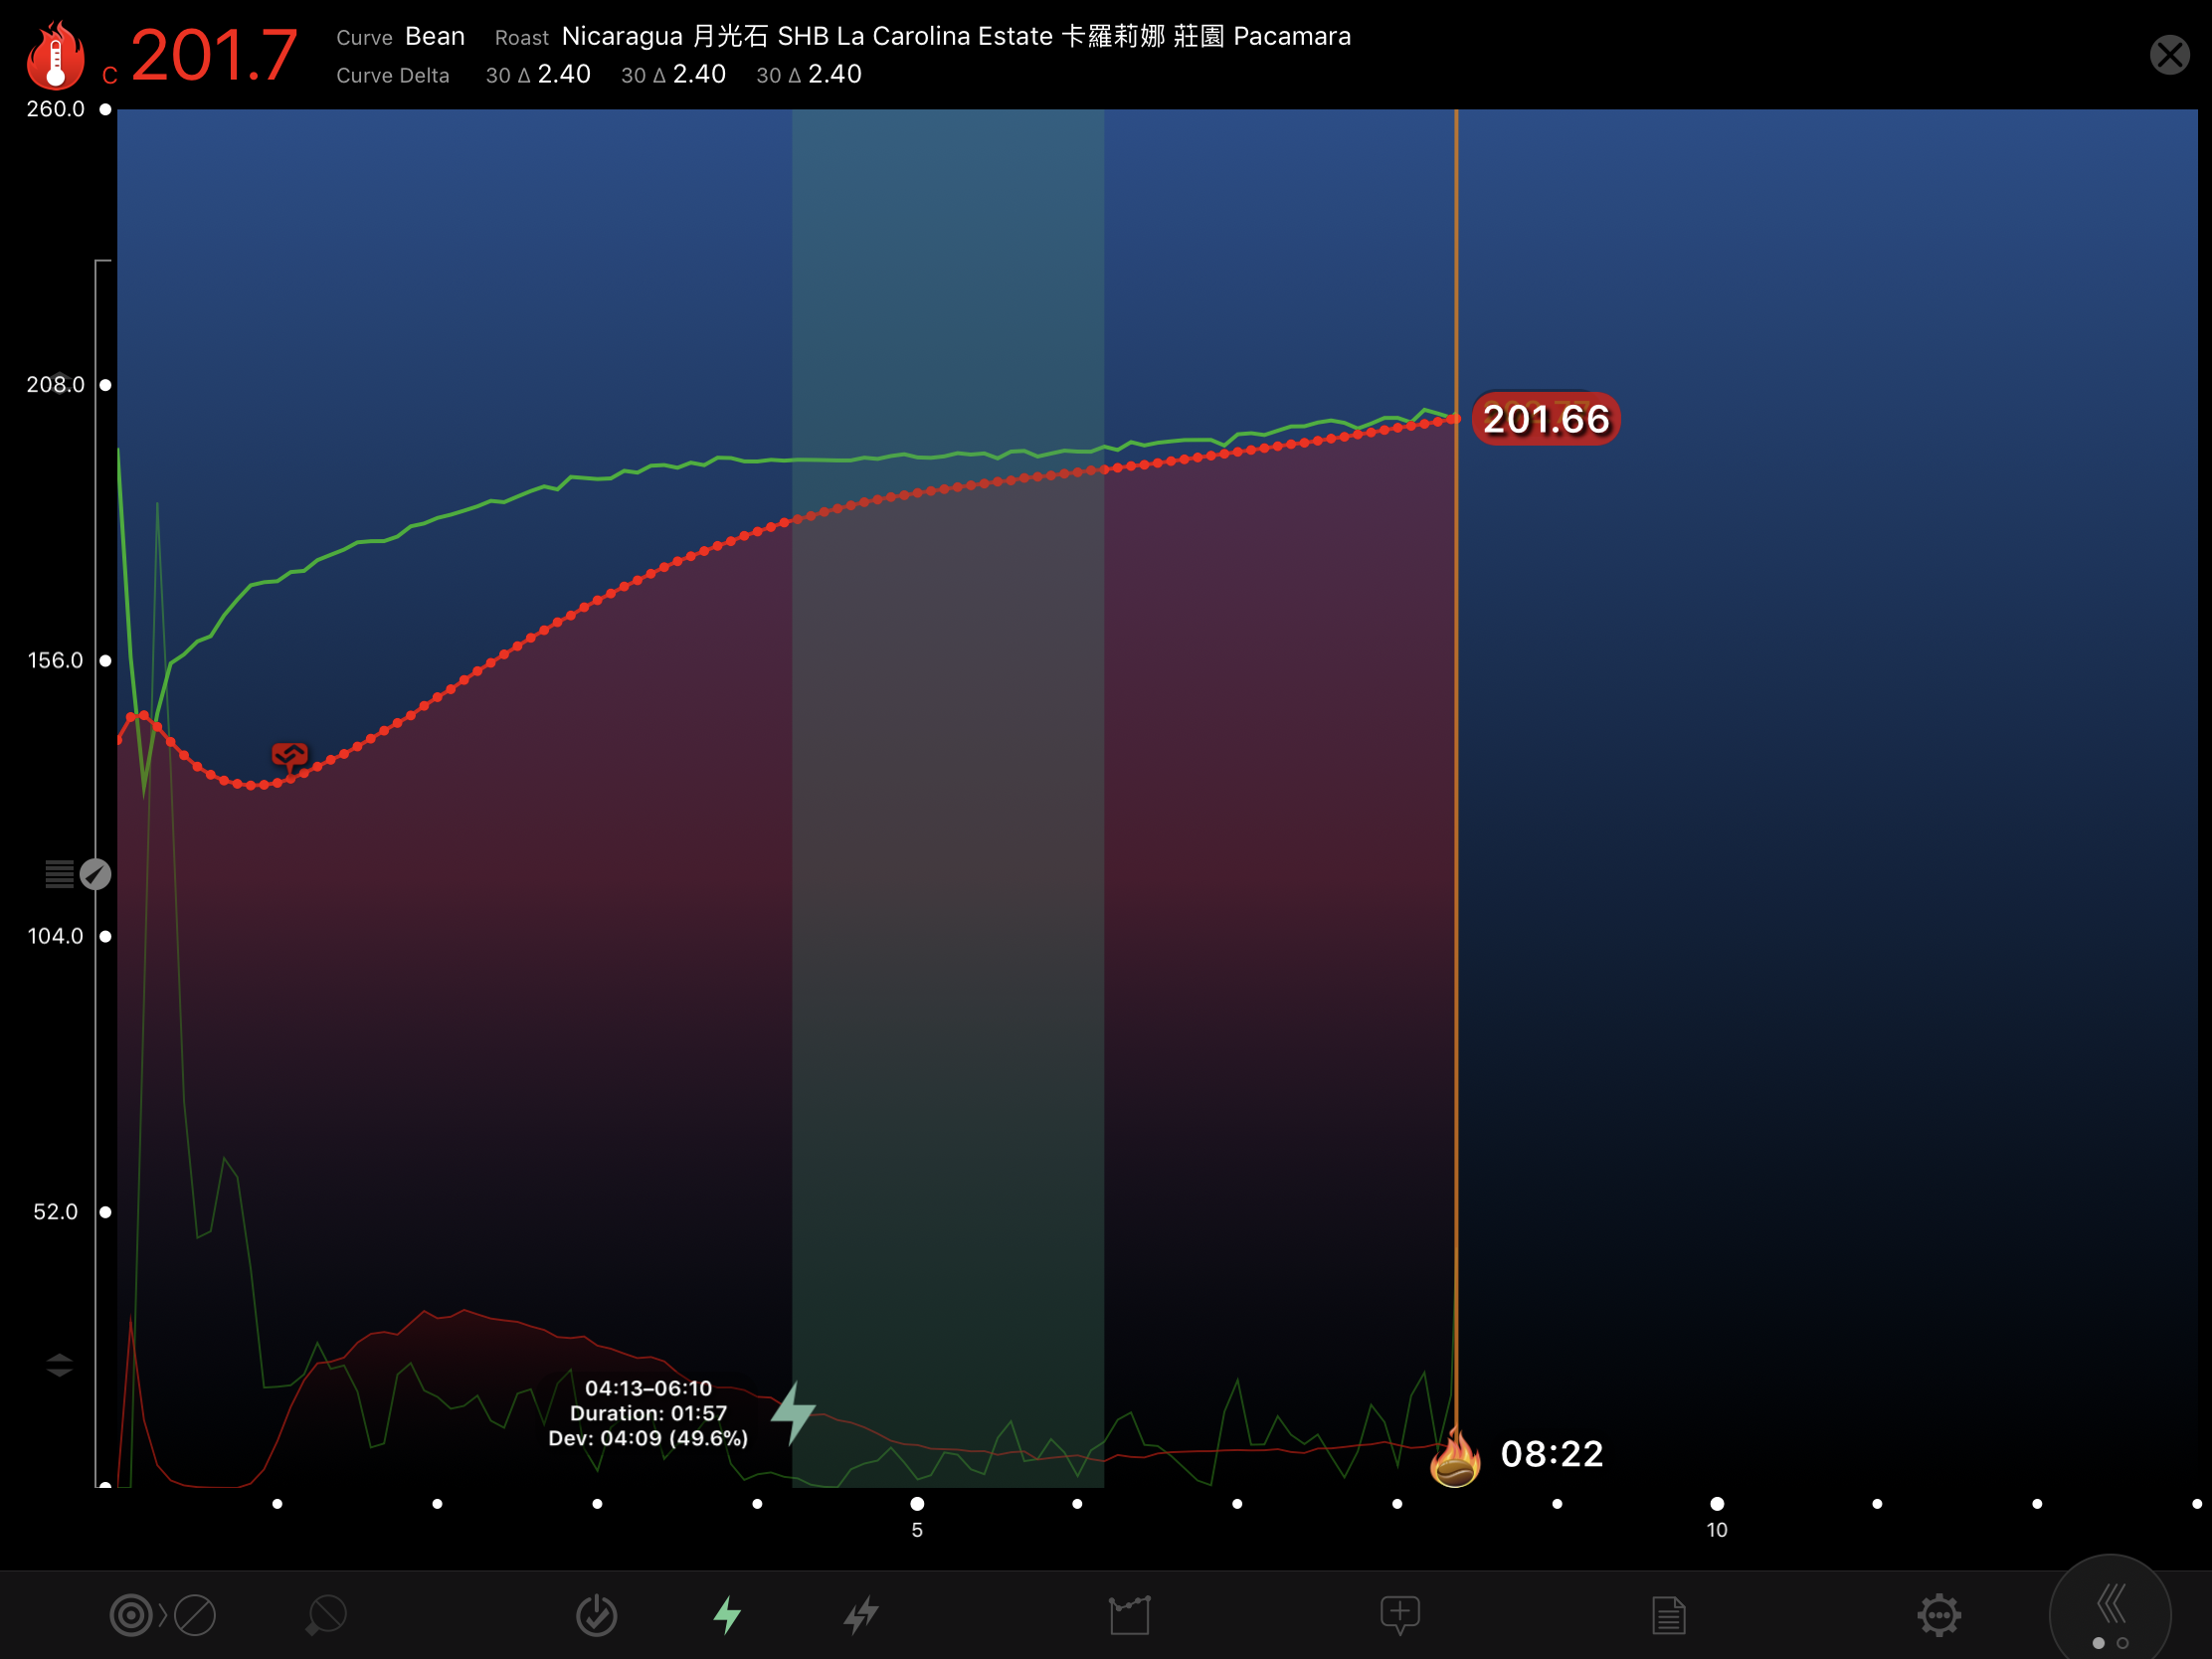 C 201.7 Curve Bean Roast Nicaragua 月光石 SHB La Carolina Estate 卡羅莉娜 莊園 Pacamara
Curve Delta 30 Δ 2.40 30 Δ 2.40 30 Δ 2.40
260.0
208.0
201.66
156.0
104.0
52.0
04:13–06:10
Duration: 01:57
Dev: 04:09 (49.6%)
08:22
5
10